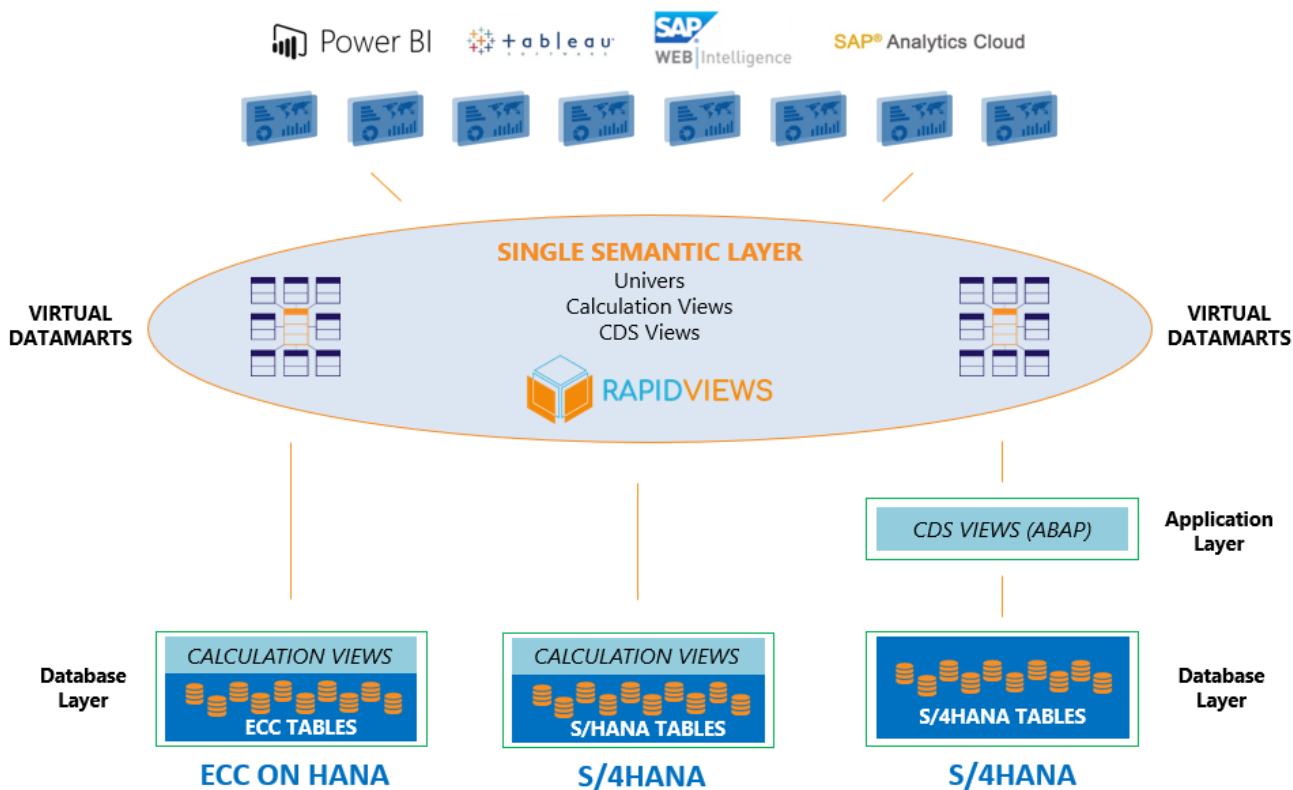 Power BI
+ a b l e a u
S O F T W A R E
SAP
WEB Intelligence
SAP® Analytics Cloud
SINGLE SEMANTIC LAYER
Univers
Calculation Views
CDS Views
RAPIDVIEWS
VIRTUAL
DATAMARTS
VIRTUAL
DATAMARTS
CDS VIEWS (ABAP)
Application
Layer
Database
Layer
CALCULATION VIEWS
ECC TABLES
ECC ON HANA
CALCULATION VIEWS
S/HANA TABLES
S/4HANA
S/4HANA TABLES
S/4HANA
Database
Layer